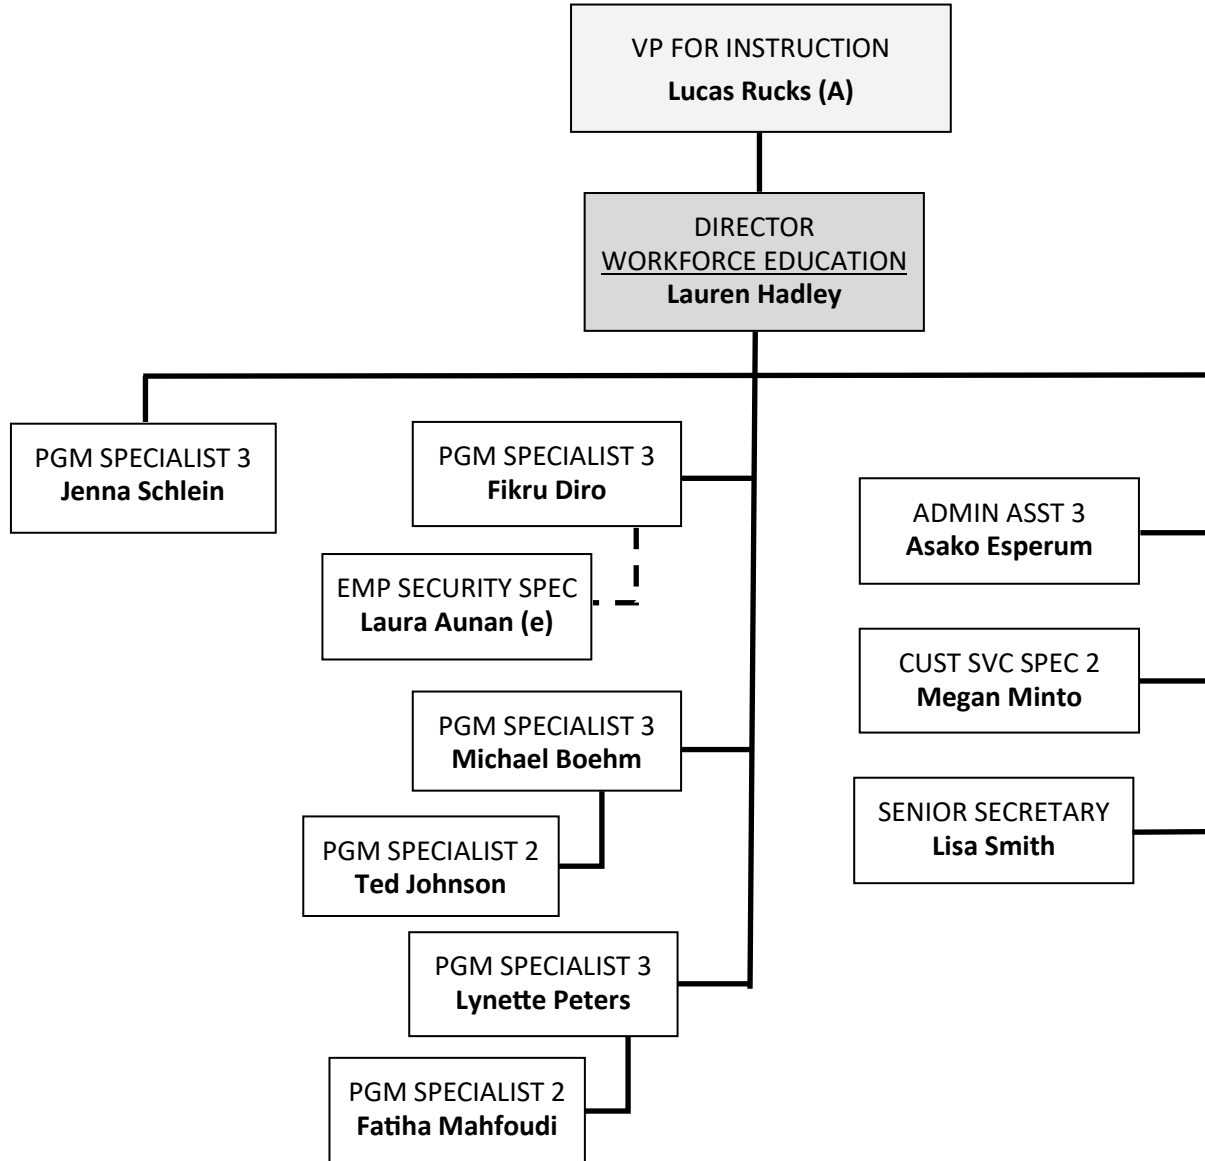 VP FOR INSTRUCTION
Lucas Rucks (A)
DIRECTOR
WORKFORCE EDUCATION
Lauren Hadley
PGM SPECIALIST 3
Jenna Schlein
PGM SPECIALIST 3
Fikru Diro
EMP SECURITY SPEC
Laura Aunan (e)
PGM SPECIALIST 3
Michael Boehm
PGM SPECIALIST 2
Ted Johnson
PGM SPECIALIST 3
Lynette Peters
PGM SPECIALIST 2
Fatiha Mahfoudi
ADMIN ASST 3
Asako Esperum
CUST SVC SPEC 2
Megan Minto
SENIOR SECRETARY
Lisa Smith